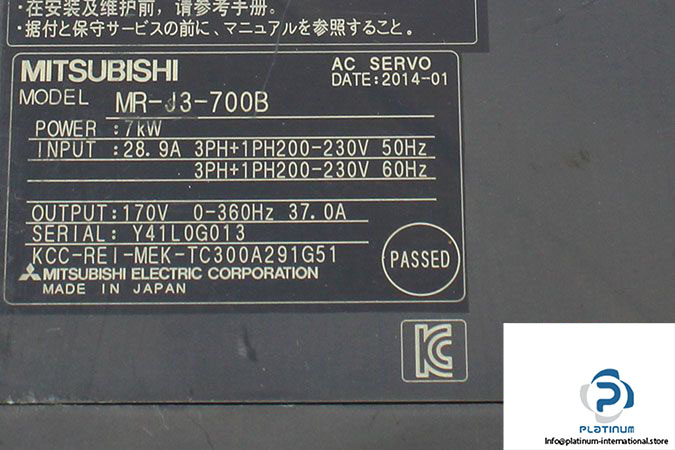 ·在安装及维护前，请参考手册。
·据付と保守サービスの前に、マニュアルを参照すること。
MITSUBISHI
AC SERVO
DATE:2014-01
MODEL MR-J3-700B
POWER :7kW
INPUT :28.9A 3PH+1PH200-230V 50Hz
3PH+1PH200-230V 60Hz
OUTPUT:170V 0-360Hz 37.0A
SERIAL: Y41L0G013
KCC-REI-MEK-TC300A291G51
MITSUBISHI ELECTRIC CORPORATION
MADE IN JAPAN
PASSED
PLATINUM
Info@platinum-international.store